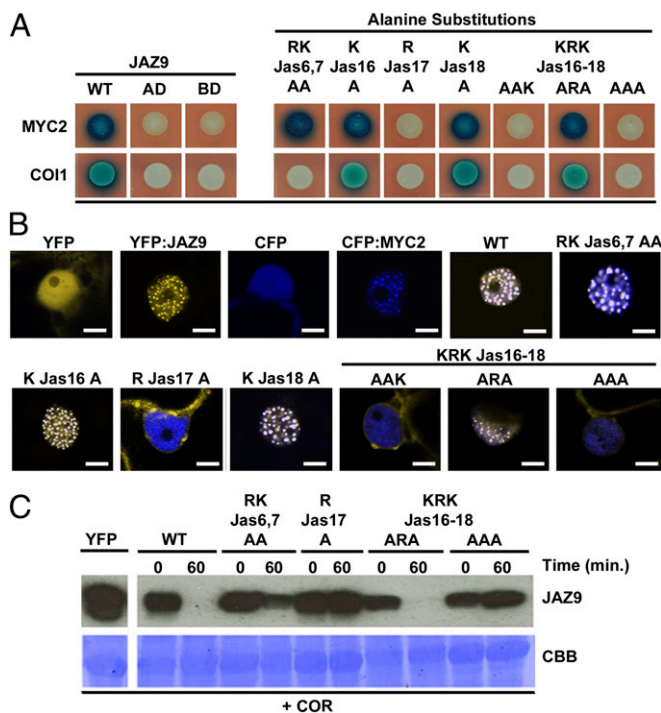 A
Alanine Substitutions
JAZ9
RK K R K KRK
Jas6,7 Jas16 Jas17 Jas18 Jas16-18
WT AD BD AA A A A AAK ARA AAA
MYC2
COI1
B
YFP YFP:JAZ9 CFP CFP:MYC2 WT RK Jas6,7 AA
KRK Jas16-18
K Jas16 A R Jas17 A K Jas18 A AAK ARA AAA
C
RK R KRK
Jas6,7 Jas17 Jas16-18
YFP WT AA A ARA AAA
0 60 0 60 0 60 0 60 0 60 Time (min.)
JAZ9
CBB
+ COR